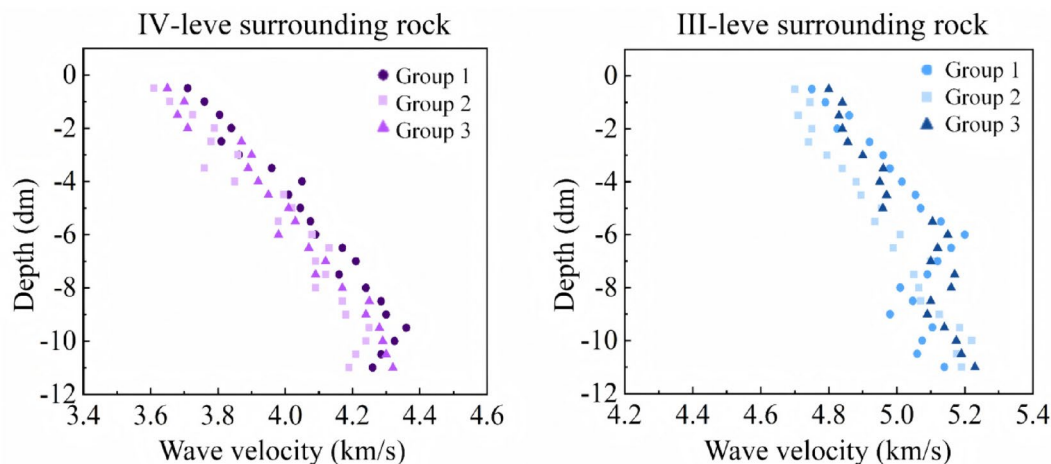 IV-leve surrounding rock
0
-2
-4
-6
-8
-10
-12
Depth (dm)
Group 1
Group 2
Group 3
3.4 3.6 3.8 4.0 4.2 4.4 4.6
Wave velocity (km/s)
III-leve surrounding rock
0
-2
-4
-6
-8
-10
-12
Depth (dm)
Group 1
Group 2
Group 3
4.2 4.4 4.6 4.8 5.0 5.2 5.4
Wave velocity (km/s)